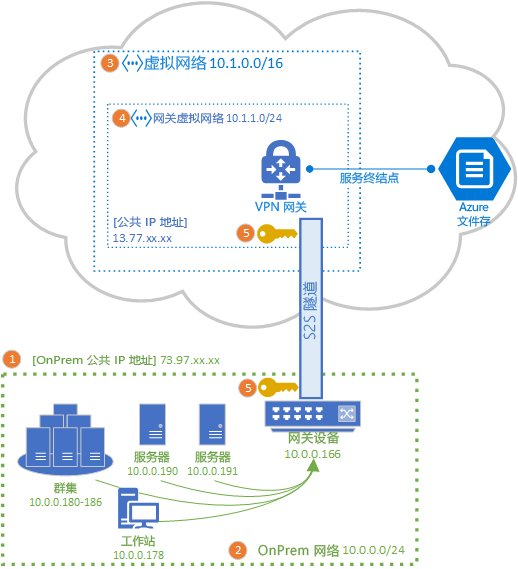 3 虚拟网络 10.1.0.0/16
4 网关虚拟网络 10.1.1.0/24
服务终结点
VPN 网关
Azure
文件存
[公共 IP 地址]
13.77.xx.xx
5
S2S 隧道
1 [OnPrem 公共 IP 地址] 73.97.xx.xx
5
网关设备
10.0.0.166
服务器
10.0.0.190
服务器
10.0.0.191
群集
10.0.0.180-186
工作站
10.0.0.178
2 OnPrem 网络 10.0.0.0/24